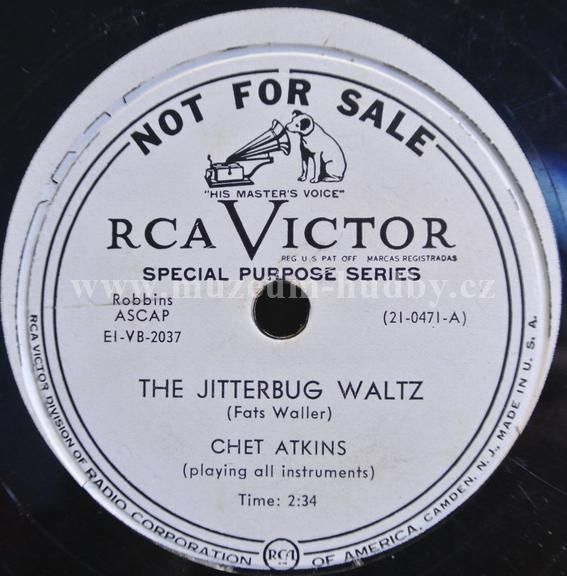 NOT FOR SALE
"HIS MASTER'S VOICE"
RCA VICTOR
REG U S PAT OFF MARCAS REGISTRADAS
SPECIAL PURPOSE SERIES
www.muzeum-hudby.cz
Robbins
ASCAP
(21-0471-A)
E1-VB-2037
THE JITTERBUG WALTZ
(Fats Waller)
CHET ATKINS
(playing all instruments)
Time: 2:34
RCA VICTOR DIVISION OF RADIO CORPORATION OF AMERICA, CAMDEN, N. J., MADE IN U. S. A.
RCA